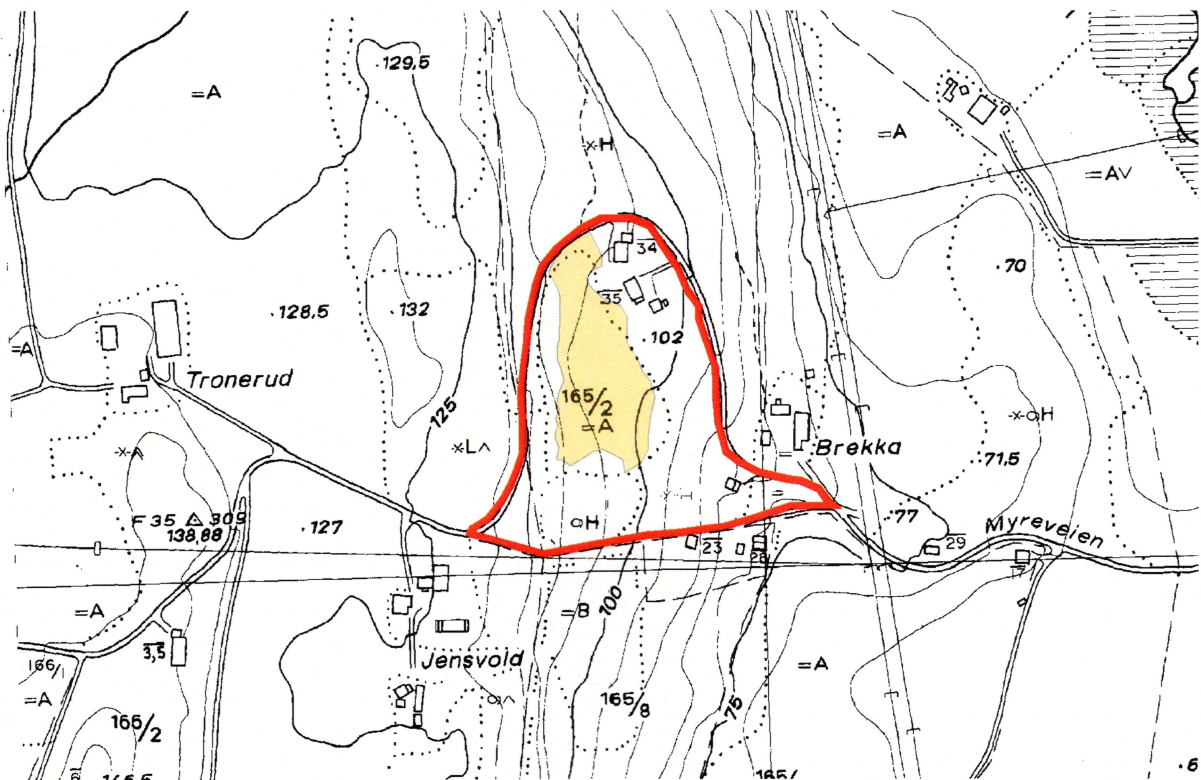 129,5
=A
H
=A
=AV
34
70
35
128,5
132
102
=A
Tronerud
125
165/2
=A
L
H
A
Brekka
71,5
F 35 309
138,88
127
H
77
Myreveien
23
28
29
17
100
=A
=B
3,5
Jensvold
=A
166/1
=A
165/8
75
165/2
165/